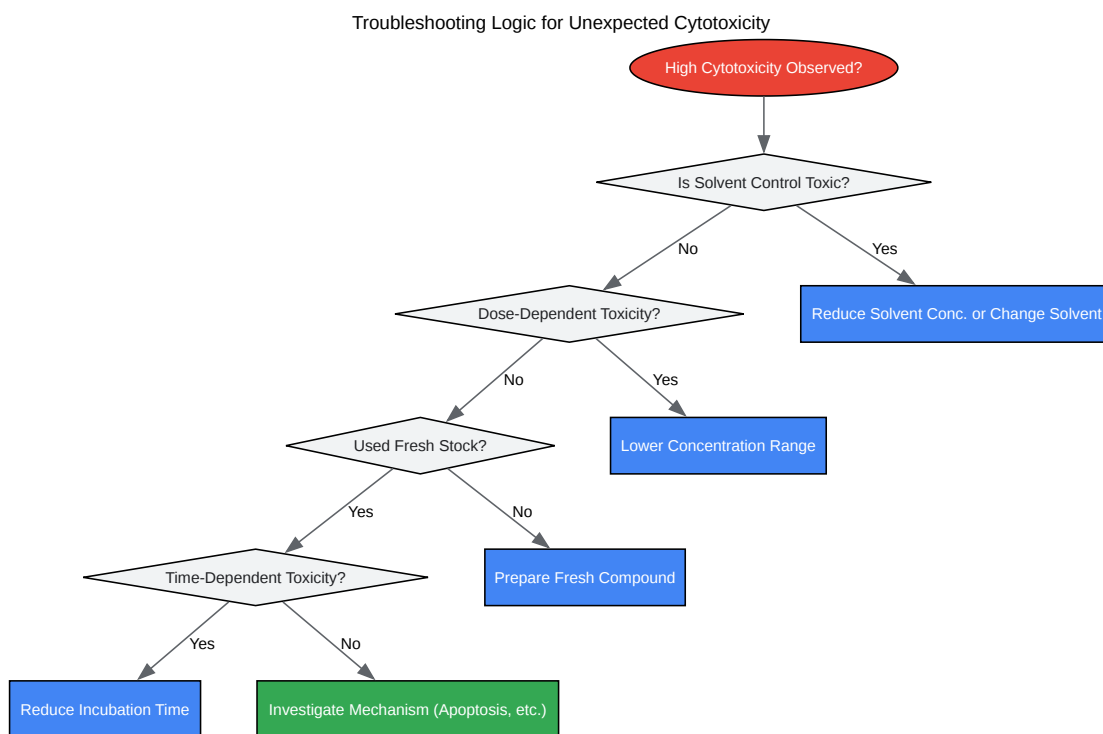 Troubleshooting Logic for Unexpected Cytotoxicity
High Cytotoxicity Observed?
Is Solvent Control Toxic?
No
Yes
Dose-Dependent Toxicity?
Reduce Solvent Conc. or Change Solvent
No
Yes
Used Fresh Stock?
Lower Concentration Range
Yes
No
Time-Dependent Toxicity?
Prepare Fresh Compound
Yes
No
Reduce Incubation Time
Investigate Mechanism (Apoptosis, etc.)